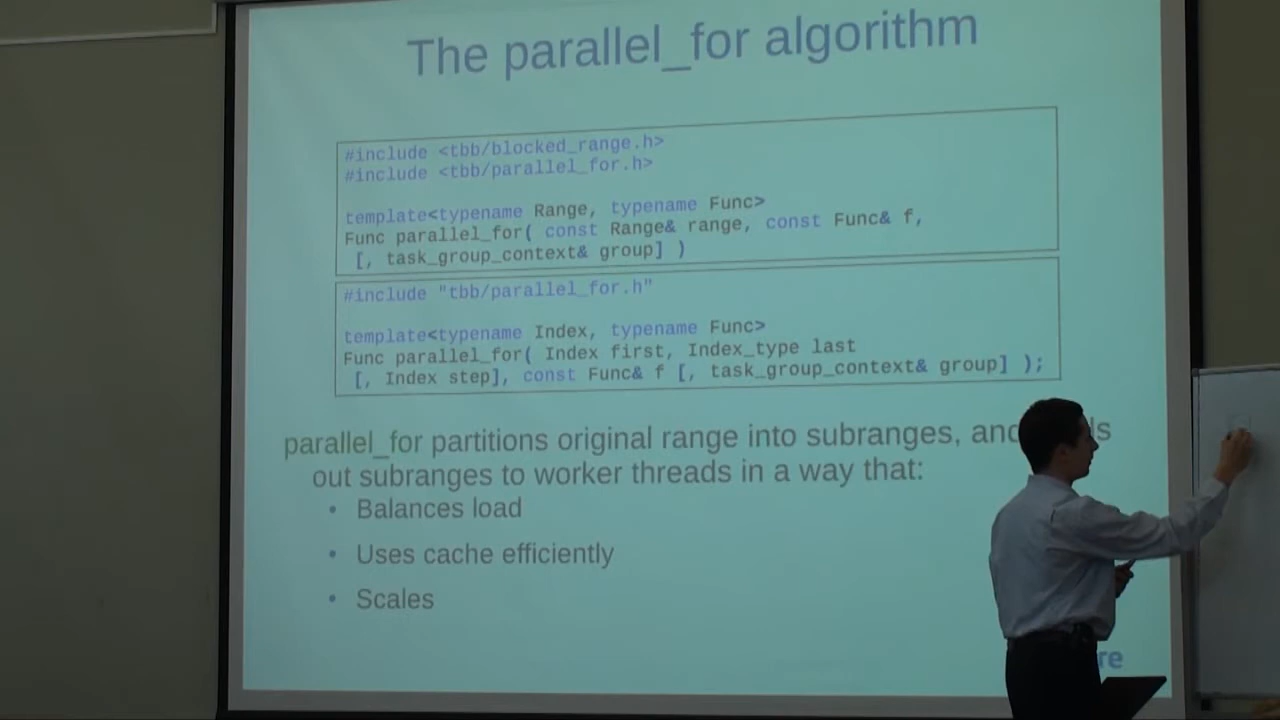 The parallel_for algorithm
#include <tbb/blocked_range.h>
#include <tbb/parallel_for.h>
template<typename Range, typename Func>
Func parallel_for( const Range& range, const Func& f,
[, task_group_context& group] )
#include "tbb/parallel_for.h"
template<typename Index, typename Func>
Func parallel_for( Index first, Index_type last
[, Index step], const Func& f [, task_group_context& group] );
parallel_for partitions original range into subranges, and
out subranges to worker threads in a way that:
• Balances load
• Uses cache efficiently
• Scales